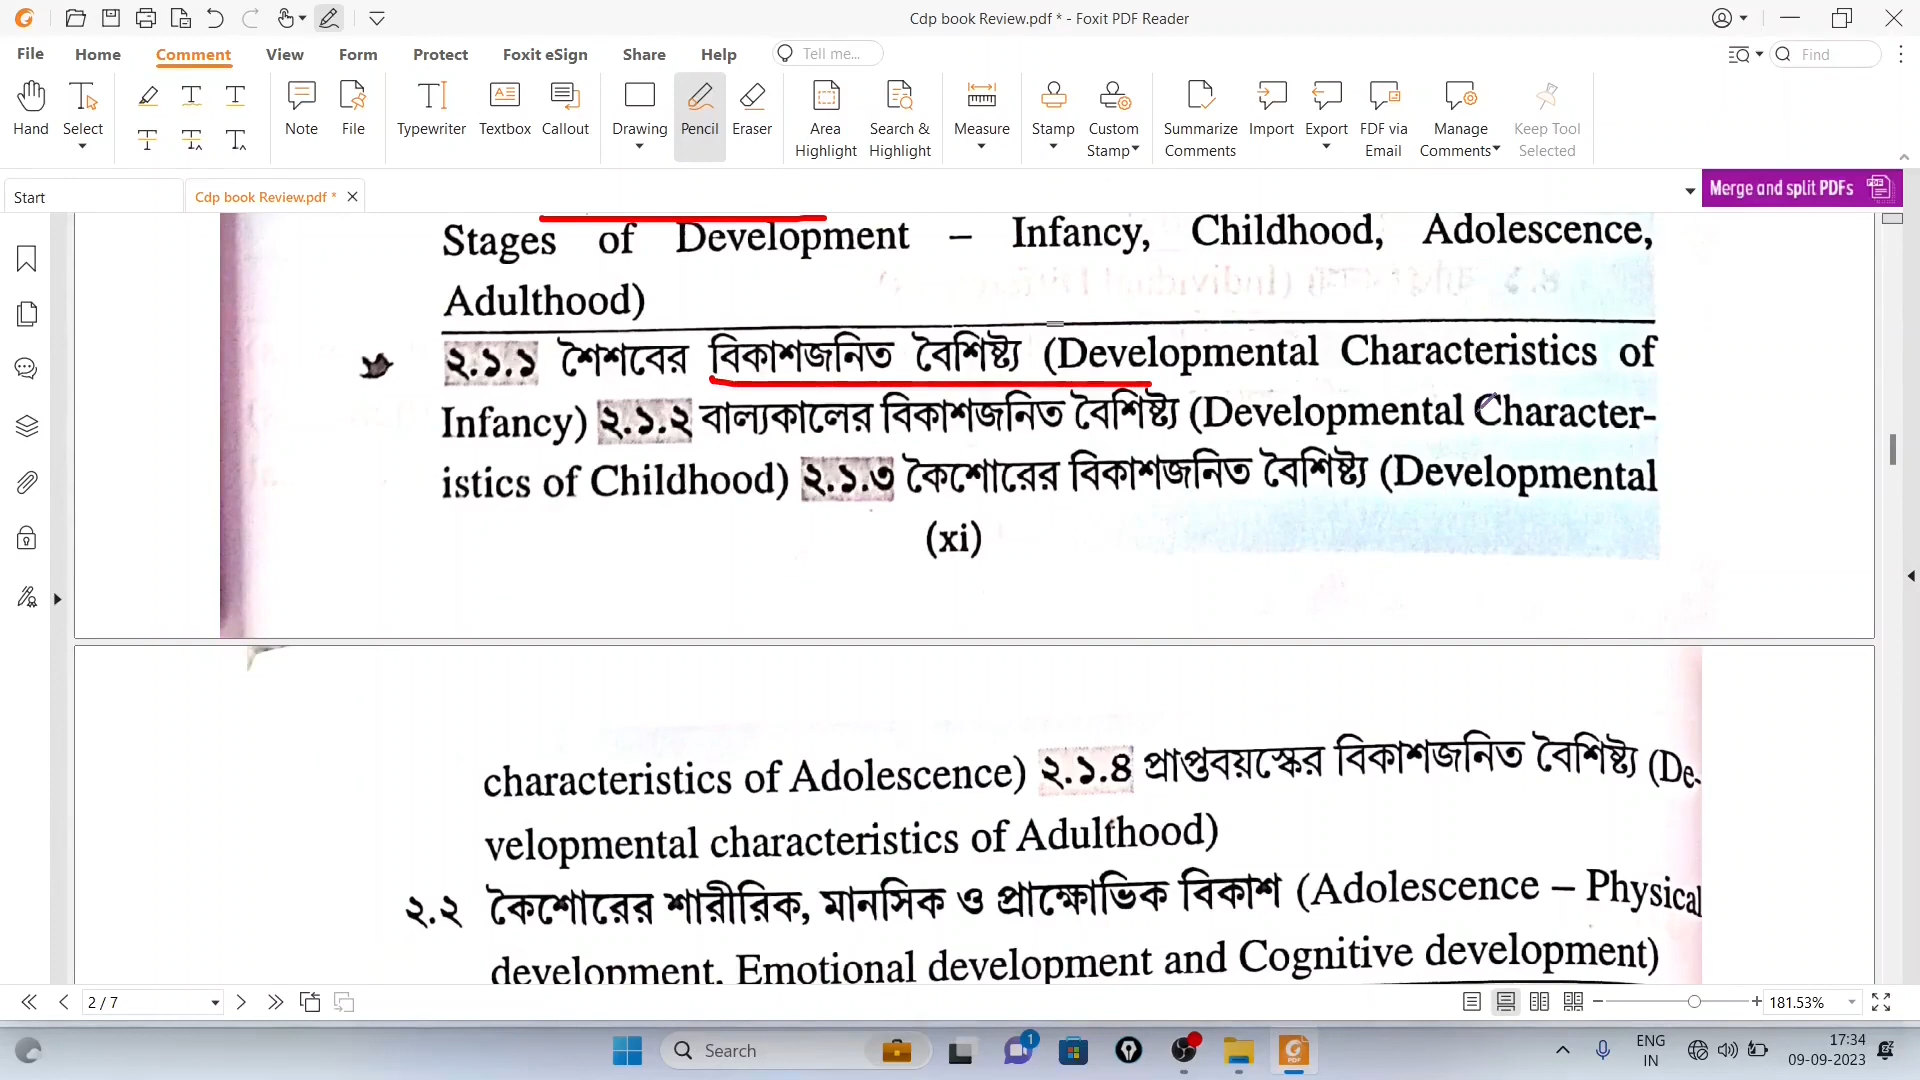 Cdp book Review.pdf * - Foxit PDF Reader
File Home Comment View Form Protect Foxit eSign Share Help Tell me... Find
Hand Select Note File Typewriter Textbox Callout Drawing Pencil Eraser Area Highlight Search & Highlight Measure Stamp Custom Stamp Summarize Comments Import Export FDF via Email Manage Comments Keep Tool Selected
Start Cdp book Review.pdf * Merge and split PDFs
Stages of Development – Infancy, Childhood, Adolescence,
Adulthood)
২.১.১ শৈশবের বিকাশজনিত বৈশিষ্ট্য (Developmental Characteristics of
Infancy) ২.১.২ বাল্যকালের বিকাশজনিত বৈশিষ্ট্য (Developmental Character-
istics of Childhood) ২.১.৩ কৈশোরের বিকাশজনিত বৈশিষ্ট্য (Developmental
(xi)
characteristics of Adolescence) ২.১.৪ প্রাপ্তবয়স্কের বিকাশজনিত বৈশিষ্ট্য (De-
velopmental characteristics of Adulthood)
২.২ কৈশোরের শারীরিক, মানসিক ও প্রাক্ষোভিক বিকাশ (Adolescence – Physical
development, Emotional development and Cognitive development)
2 / 7 181.53%
Search 1 ENG IN 17:34 09-09-2023